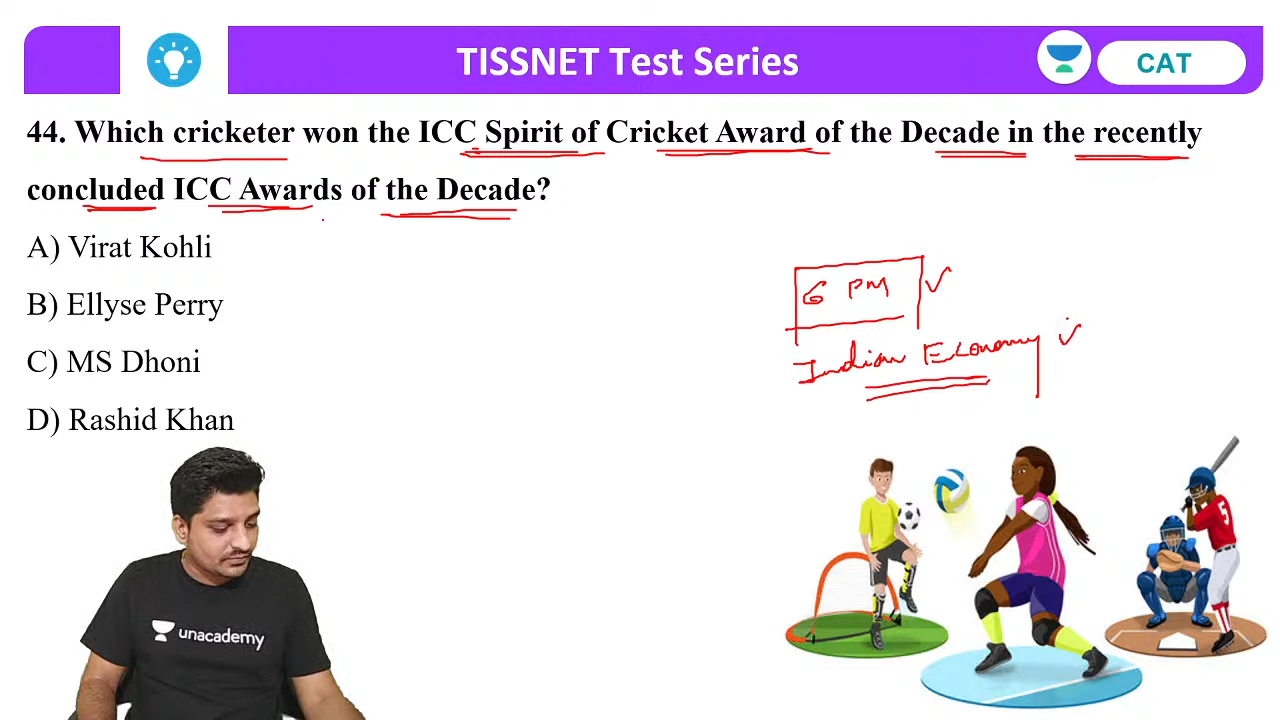 TISSNET Test Series
CAT
44. Which cricketer won the ICC Spirit of Cricket Award of the Decade in the recently
concluded ICC Awards of the Decade?
A) Virat Kohli
B) Ellyse Perry
C) MS Dhoni
D) Rashid Khan
6 PM
Indian Economy
5
unacademy